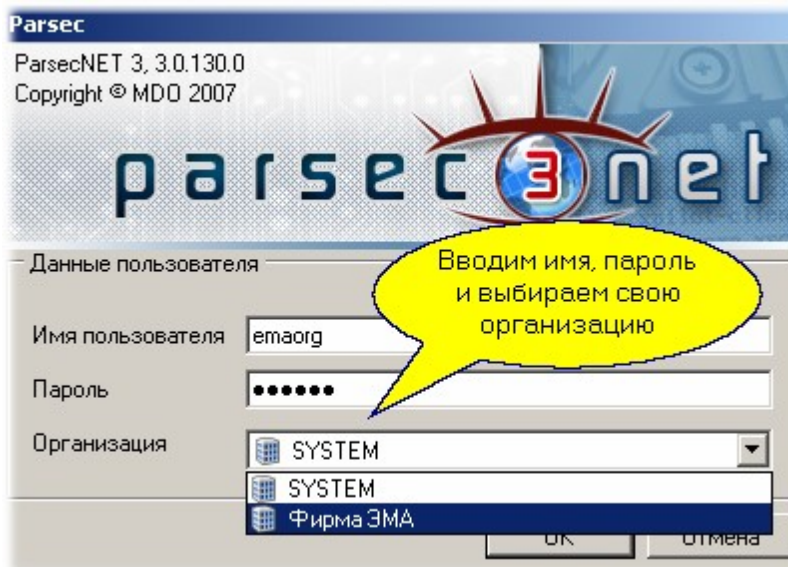 Parsec
ParsecNET 3, 3.0.130.0
Copyright © MDO 2007
parsec 3 net
Данные пользователя
Вводим имя, пароль
и выбираем свою
организацию
Имя пользователя
emaorg
Пароль
●●●●●●
Организация
SYSTEM
SYSTEM
Фирма ЭМА
OK
Отмена